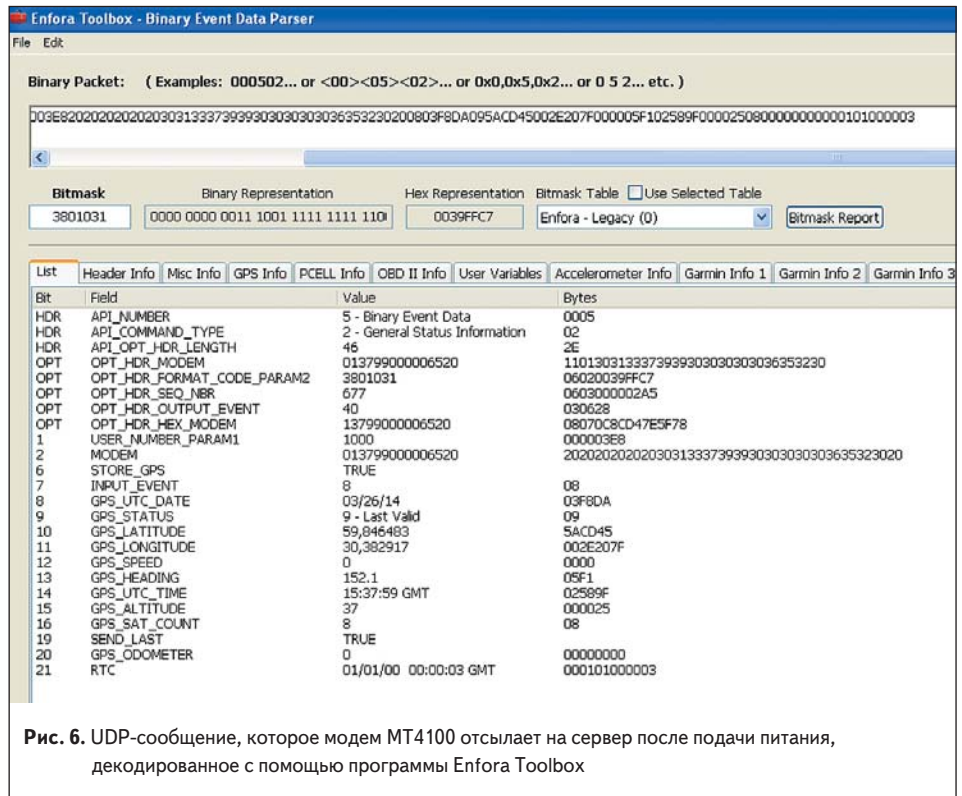 Enfora Toolbox - Binary Event Data Parser
File Edit
Binary Packet: ( Examples: 000502... or <00><05><02>... or 0x0,0x5,0x2... or 0 5 2... etc. )
003E820202020202030313337393930303030303635323020​0803F8DA095ACD45002E207F000005F102589F00002508000000000000101000003
Bitmask Binary Representation Hex Representation Bitmask Table Use Selected Table
3801031 0000 0000 0011 1001 1111 1111 110 0039FFC7 Enfora - Legacy (0) Bitmask Report
List Header Info Misc Info GPS Info PCELL Info OBD II Info User Variables Accelerometer Info Garmin Info 1 Garmin Info 2 Garmin Info 3
Bit Field Value Bytes
HDR API_NUMBER 5 - Binary Event Data 0005
HDR API_COMMAND_TYPE 2 - General Status Information 02
HDR API_OPT_HDR_LENGTH 46 2E
OPT OPT_HDR_MODEM 013799000006520 1101303133373939303030303036353230
OPT OPT_HDR_FORMAT_CODE_PARAM2 3801031 06020039FFC7
OPT OPT_HDR_SEQ_NBR 677 0603000002A5
OPT OPT_HDR_OUTPUT_EVENT 40 030628
OPT OPT_HDR_HEX_MODEM 13799000006520 08070C8CD47E5F78
1 USER_NUMBER_PARAM1 1000 000003E8
2 MODEM 013799000006520 20202020202030313337393930303030303635323020
6 STORE_GPS TRUE
7 INPUT_EVENT 8 08
8 GPS_UTC_DATE 03/26/14 03F8DA
9 GPS_STATUS 9 - Last Valid 09
10 GPS_LATITUDE 59,846483 5ACD45
11 GPS_LONGITUDE 30,382917 002E207F
12 GPS_SPEED 0 0000
13 GPS_HEADING 152.1 05F1
14 GPS_UTC_TIME 15:37:59 GMT 02589F
15 GPS_ALTITUDE 37 000025
16 GPS_SAT_COUNT 8 08
19 SEND_LAST TRUE
20 GPS_ODOMETER 0 00000000
21 RTC 01/01/00 00:00:03 GMT 000101000003
Рис. 6. UDP-сообщение, которое модем MT4100 отсылает на сервер после подачи питания,
декодированное с помощью программы Enfora Toolbox